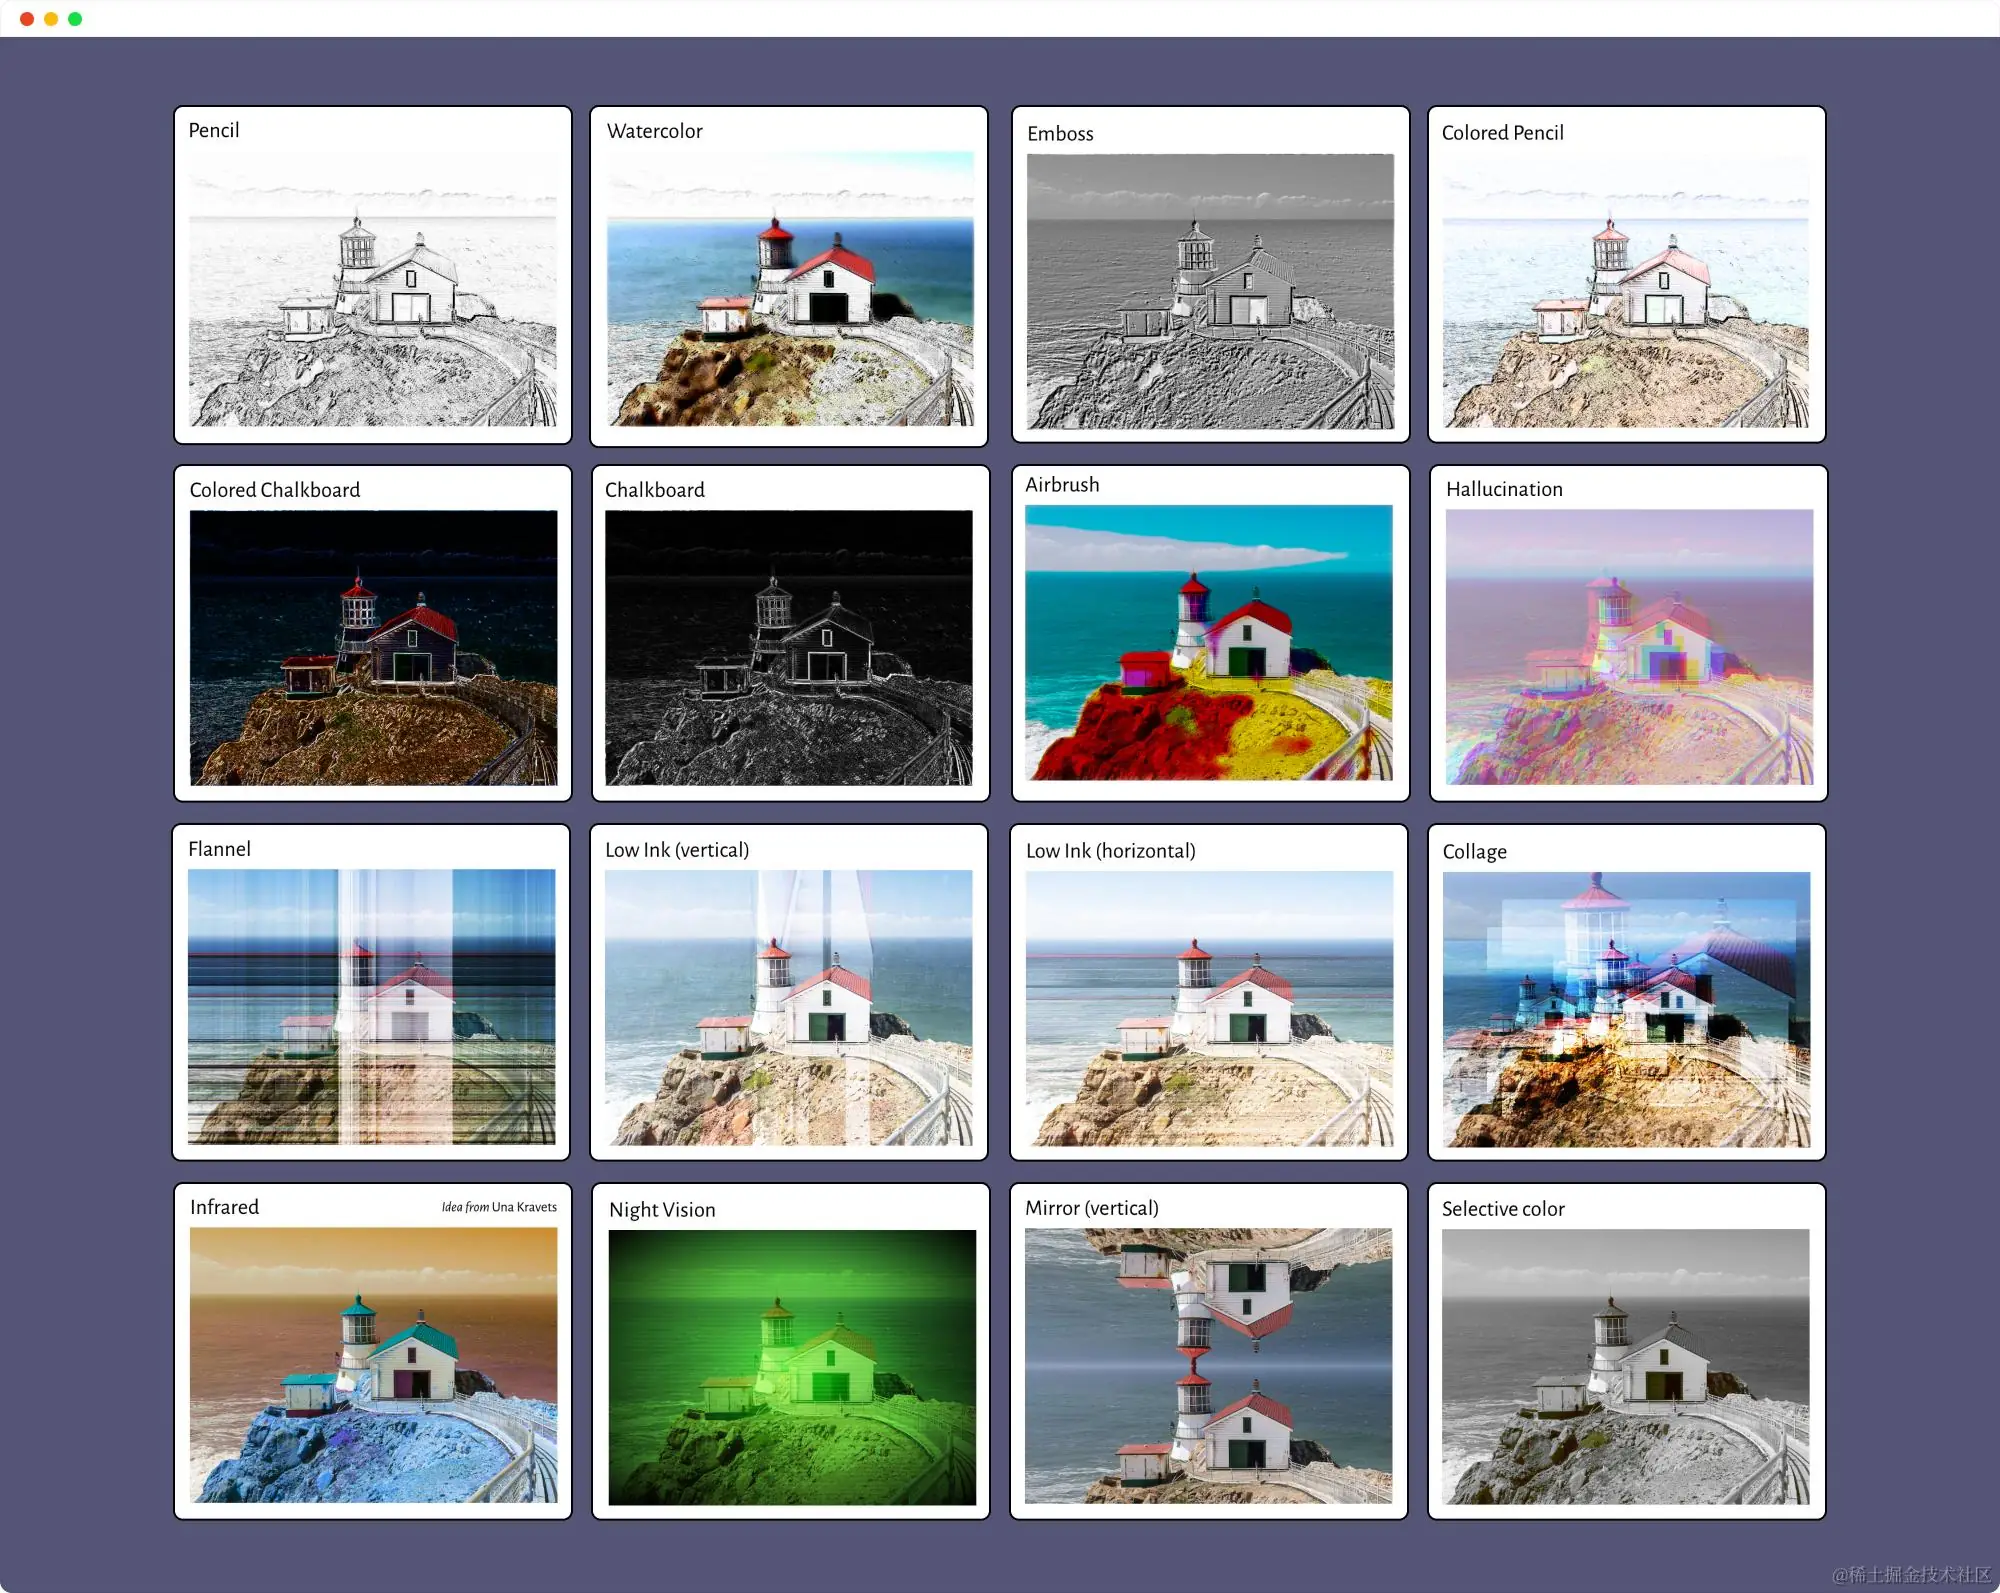 Pencil
Watercolor
Emboss
Colored Pencil
Colored Chalkboard
Chalkboard
Airbrush
Hallucination
Flannel
Low Ink (vertical)
Low Ink (horizontal)
Collage
Infrared
Idea from Una Kravets
Night Vision
Mirror (vertical)
Selective color
@稀土掘金技术社区